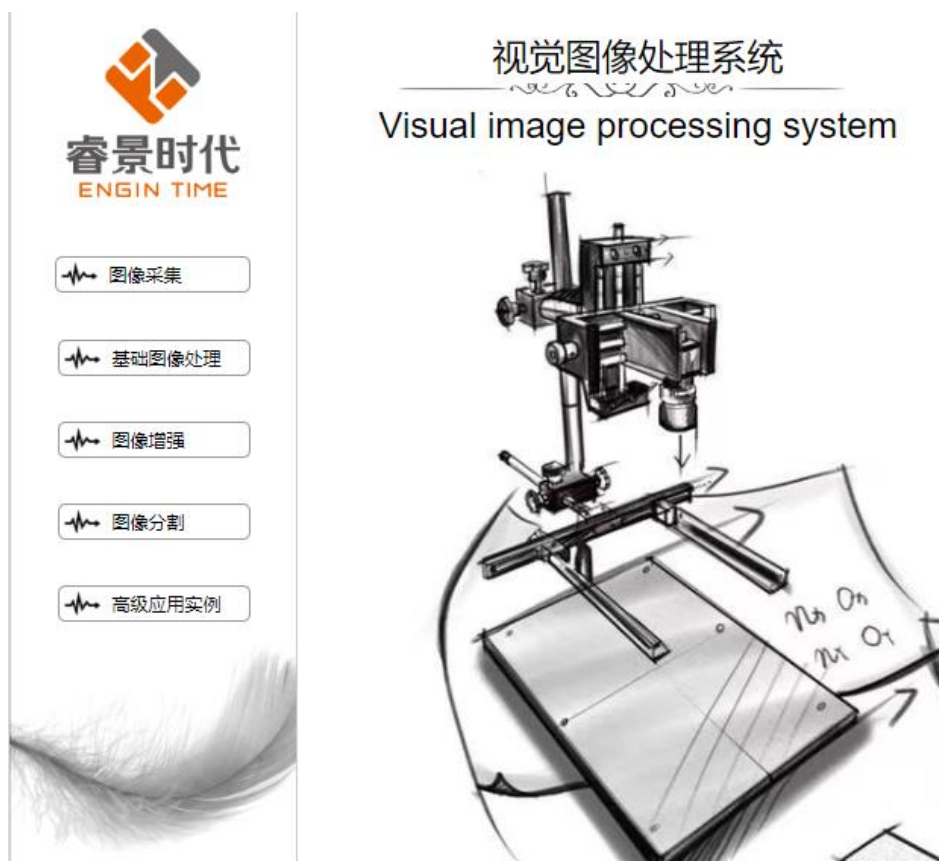 睿景时代
ENGIN TIME
图像采集
基础图像处理
图像增强
图像分割
高级应用实例
视觉图像处理系统
Visual image processing system